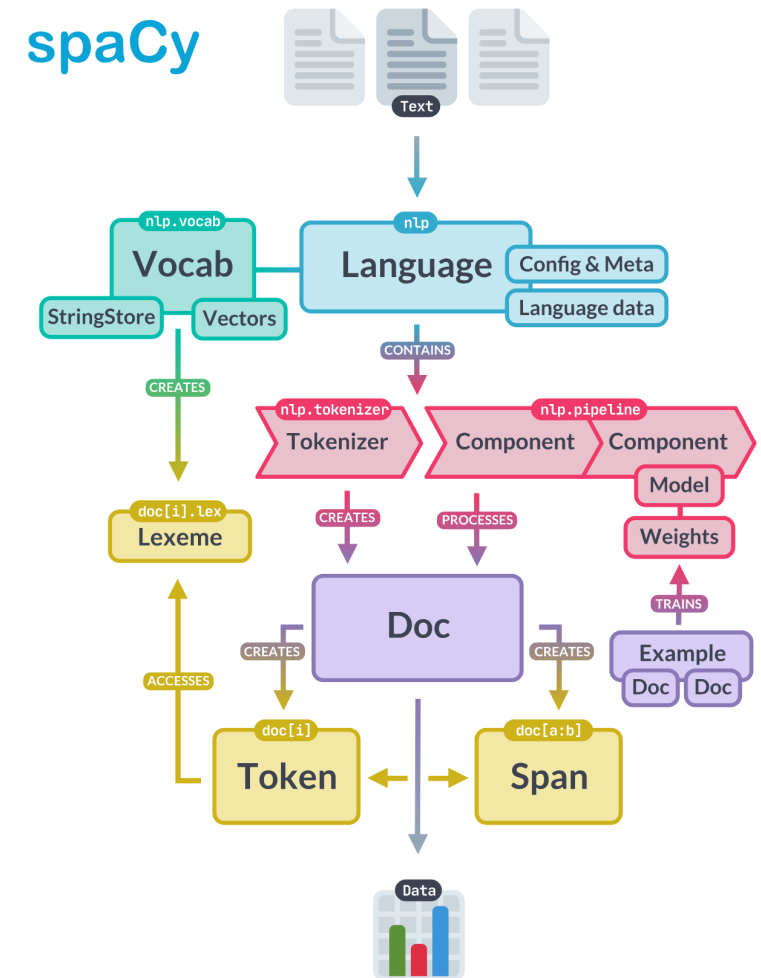 spaCy
Text
nlp.vocab
Vocab
StringStore
Vectors
nlp
Language
Config & Meta
Language data
CREATES
CONTAINS
nlp.tokenizer
Tokenizer
nlp.pipeline
Component
Component
Model
Weights
doc[i].lex
Lexeme
CREATES
PROCESSES
TRAINS
Doc
Example
Doc
Doc
CREATES
CREATES
ACCESSES
doc[i]
Token
doc[a:b]
Span
Data